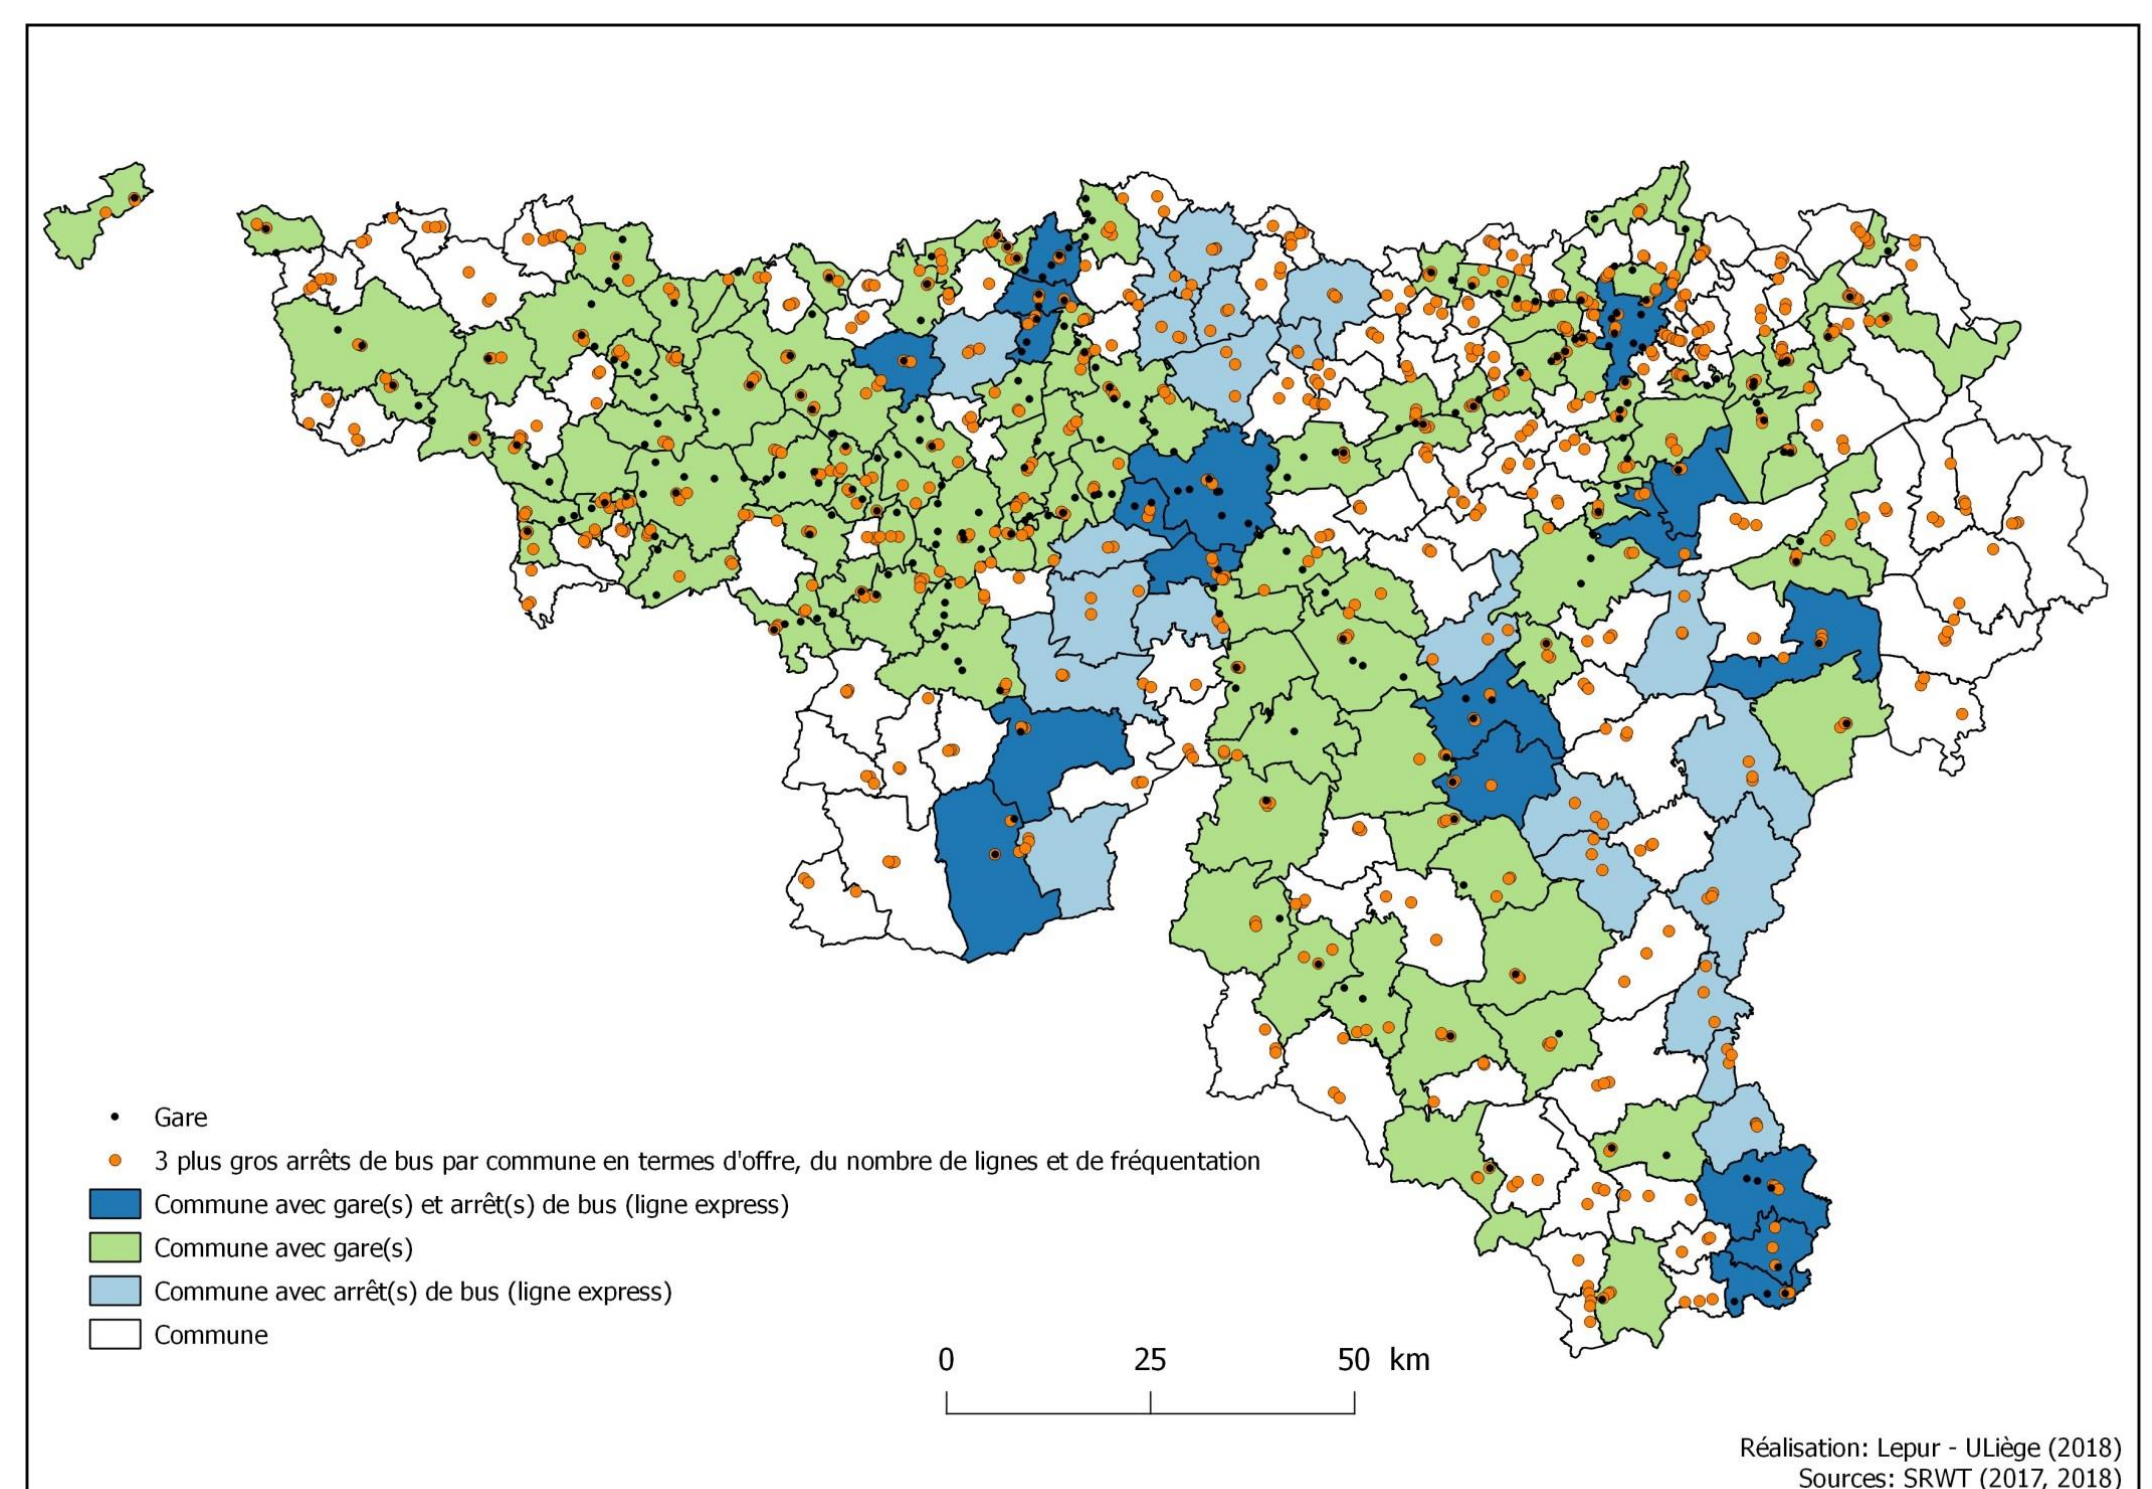 Gare
3 plus gros arrêts de bus par commune en termes d'offre, du nombre de lignes et de fréquentation
Commune avec gare(s) et arrêt(s) de bus (ligne express)
Commune avec gare(s)
Commune avec arrêt(s) de bus (ligne express)
Commune
0 25 50 km
Réalisation: Lepur - ULiège (2018)
Sources: SRWT (2017, 2018)